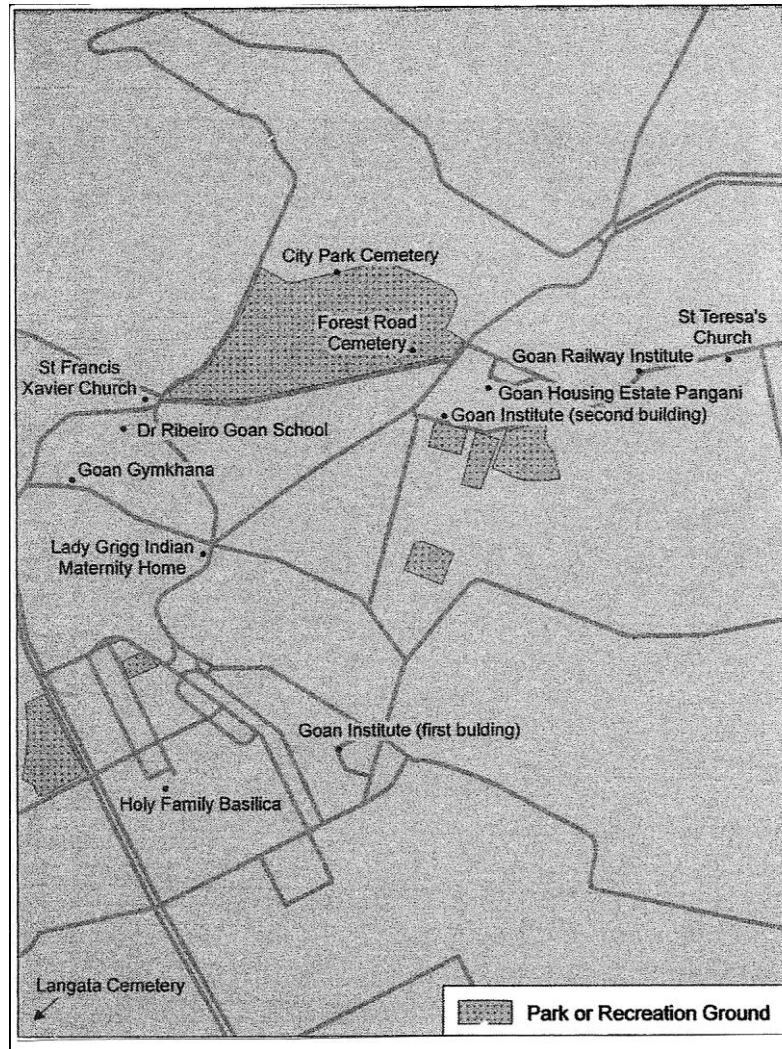 City Park Cemetery
Forest Road
Cemetery
St Teresa's
Church
Goan Railway Institute
St Francis
Xavier Church
Goan Housing Estate Pangani
Goan Institute (second building)
Dr Ribeiro Goan School
Goan Gymkhana
Lady Grigg Indian
Maternity Home
Goan Institute (first bulding)
Holy Family Basilica
Langata Cemetery
Park or Recreation Ground